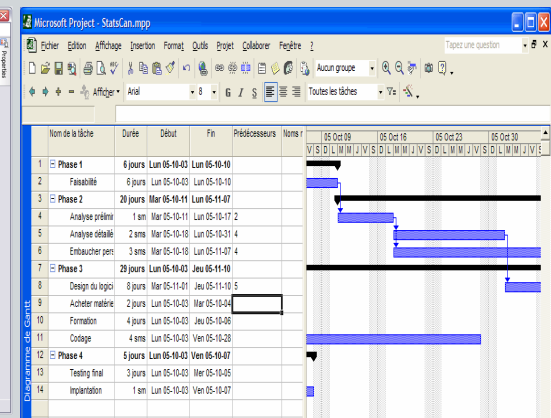 Properties
Microsoft Project - StatsCan.mpp
Fichier Edition Affichage Insertion Format Outils Projet Collaborer Fenêtre ?
Tapez une question
Aucun groupe
Afficher Arial 8 G I S Toutes les tâches
Nom de la tâche Durée Début Fin Prédécesseurs Noms r
05 Oct 09 05 Oct 16 05 Oct 23 05 Oct 30
V S D L M M J V S D L M M J V S D L M M J V S D L M M J V S
1 Phase 1 6 jours Lun 05-10-03 Lun 05-10-10
2 Faisabilité 6 jours Lun 05-10-03 Lun 05-10-10
3 Phase 2 20 jours Mar 05-10-11 Lun 05-11-07
4 Analyse prélimir 1 sm Mar 05-10-11 Lun 05-10-17 2
5 Analyse détaillé 2 sms Mar 05-10-18 Lun 05-10-31 4
6 Embaucher pers 3 sms Mar 05-10-18 Lun 05-11-07 4
7 Phase 3 29 jours Lun 05-10-03 Jeu 05-11-10
8 Design du logici 8 jours Mar 05-11-01 Jeu 05-11-10 5
9 Acheter matérie 2 jours Lun 05-10-03 Mar 05-10-04
10 Formation 4 jours Lun 05-10-03 Jeu 05-10-06
11 Codage 4 sms Lun 05-10-03 Ven 05-10-28
12 Phase 4 5 jours Lun 05-10-03 Ven 05-10-07
13 Testing final 3 jours Lun 05-10-03 Mer 05-10-05
14 Implantation 1 sm Lun 05-10-03 Ven 05-10-07
Diagramme de Gantt